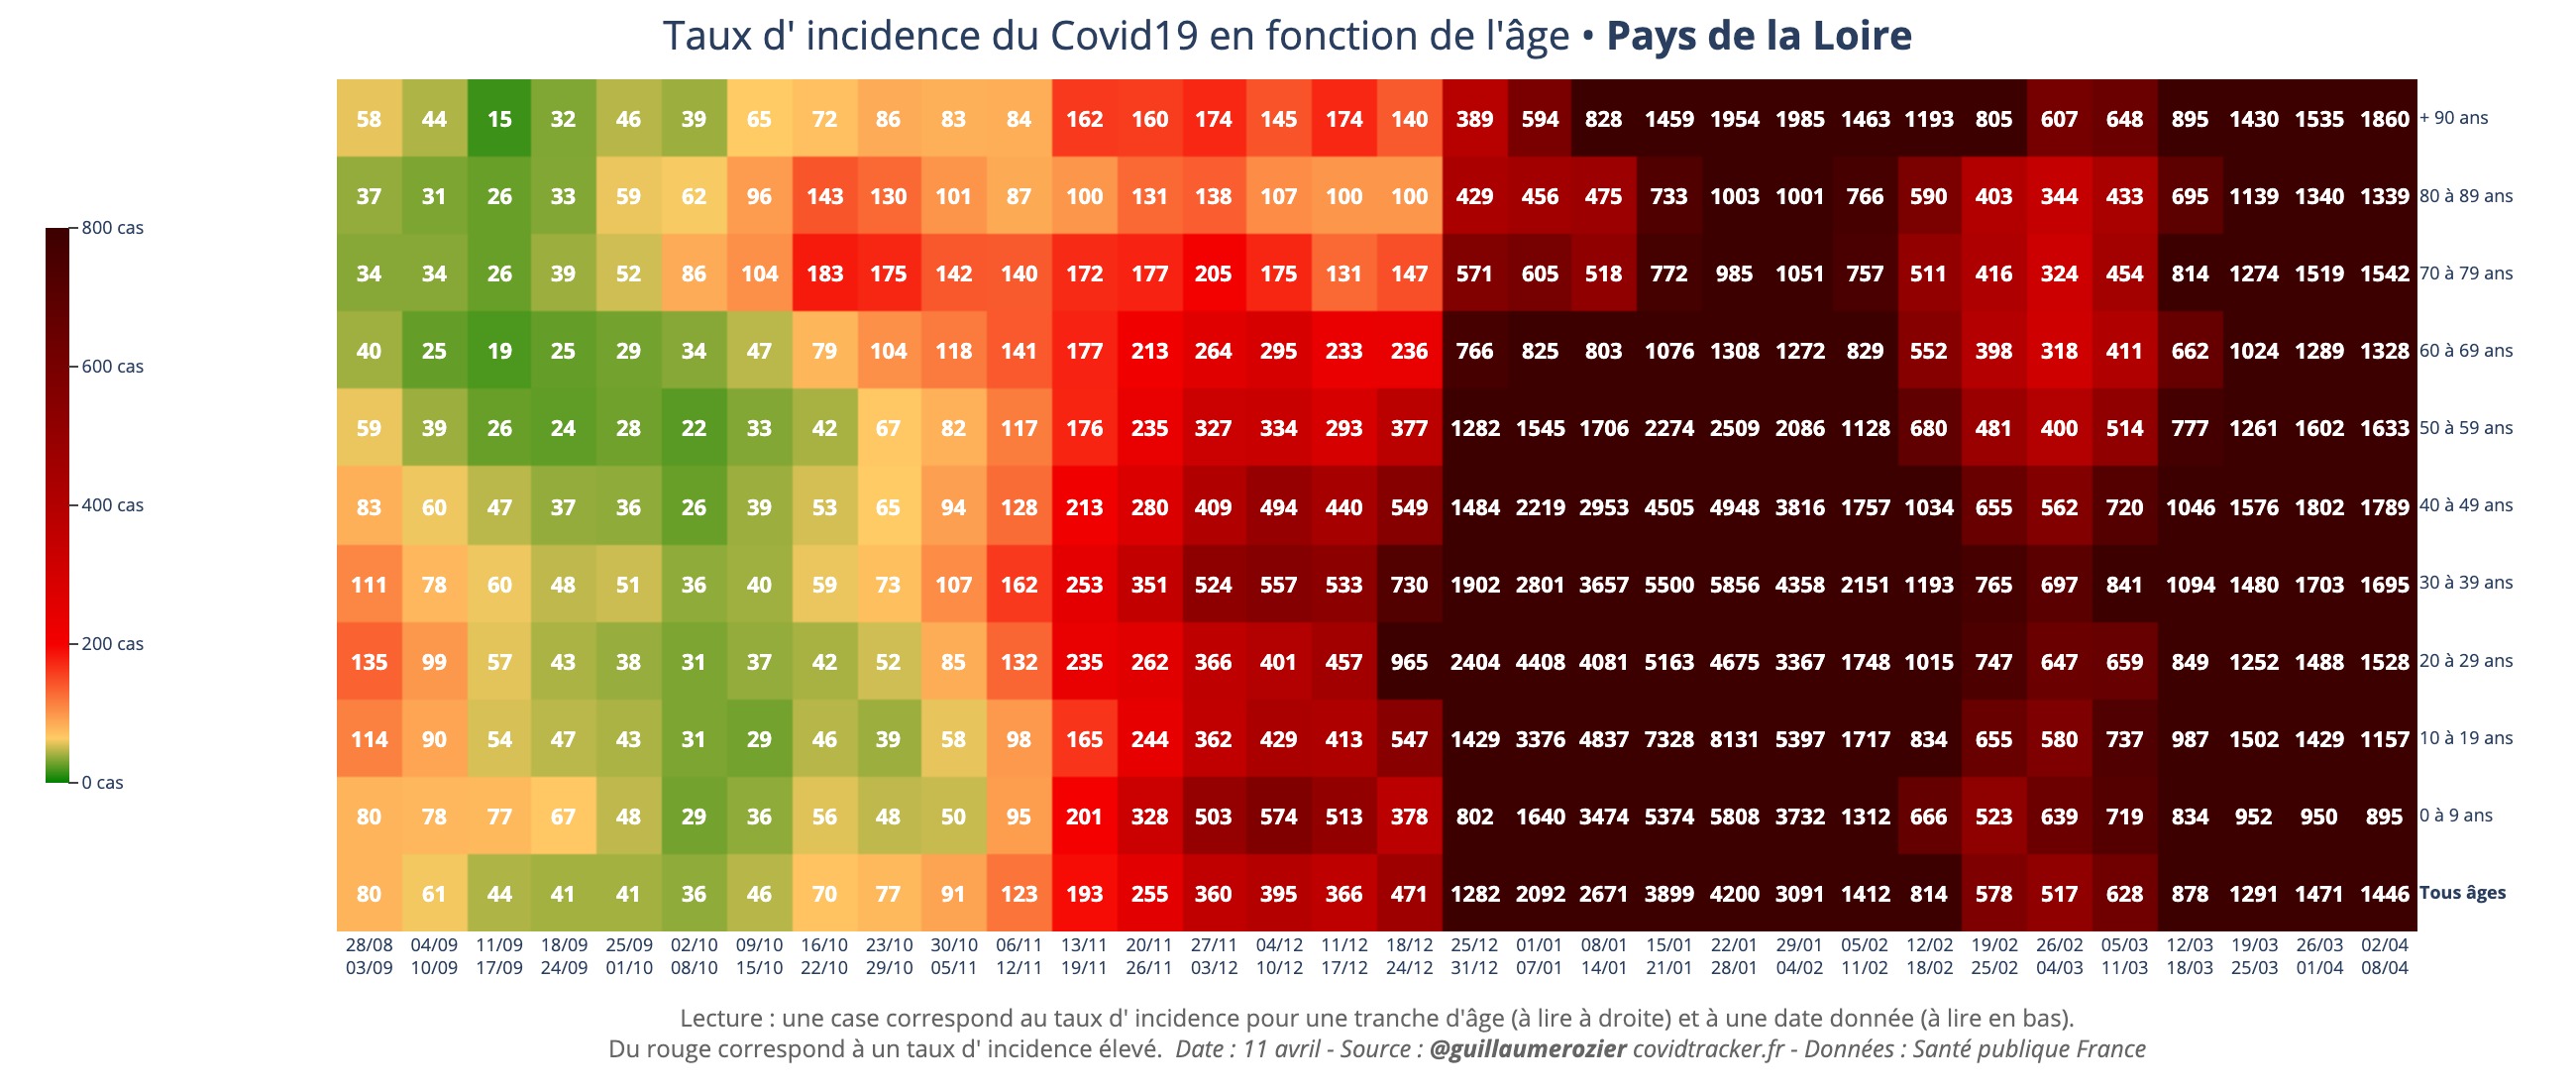 Taux d' incidence du Covid19 en fonction de l'âge • Pays de la Loire
800 cas
600 cas
400 cas
200 cas
0 cas
58 44 15 32 46 39 65 72 86 83 84 162 160 174 145 174 140 389 594 828 1459 1954 1985 1463 1193 805 607 648 895 1430 1535 1860 + 90 ans
37 31 26 33 59 62 96 143 130 101 87 100 131 138 107 100 100 429 456 475 733 1003 1001 766 590 403 344 433 695 1139 1340 1339 80 à 89 ans
34 34 26 39 52 86 104 183 175 142 140 172 177 205 175 131 147 571 605 518 772 985 1051 757 511 416 324 454 814 1274 1519 1542 70 à 79 ans
40 25 19 25 29 34 47 79 104 118 141 177 213 264 295 233 236 766 825 803 1076 1308 1272 829 552 398 318 411 662 1024 1289 1328 60 à 69 ans
59 39 26 24 28 22 33 42 67 82 117 176 235 327 334 293 377 1282 1545 1706 2274 2509 2086 1128 680 481 400 514 777 1261 1602 1633 50 à 59 ans
83 60 47 37 36 26 39 53 65 94 128 213 280 409 494 440 549 1484 2219 2953 4505 4948 3816 1757 1034 655 562 720 1046 1576 1802 1789 40 à 49 ans
111 78 60 48 51 36 40 59 73 107 162 253 351 524 557 533 730 1902 2801 3657 5500 5856 4358 2151 1193 765 697 841 1094 1480 1703 1695 30 à 39 ans
135 99 57 43 38 31 37 42 52 85 132 235 262 366 401 457 965 2404 4408 4081 5163 4675 3367 1748 1015 747 647 659 849 1252 1488 1528 20 à 29 ans
114 90 54 47 43 31 29 46 39 58 98 165 244 362 429 413 547 1429 3376 4837 7328 8131 5397 1717 834 655 580 737 987 1502 1429 1157 10 à 19 ans
80 78 77 67 48 29 36 56 48 50 95 201 328 503 574 513 378 802 1640 3474 5374 5808 3732 1312 666 523 639 719 834 952 950 895 0 à 9 ans
80 61 44 41 41 36 46 70 77 91 123 193 255 360 395 366 471 1282 2092 2671 3899 4200 3091 1412 814 578 517 628 878 1291 1471 1446 Tous âges
28/08 04/09 11/09 18/09 25/09 02/10 09/10 16/10 23/10 30/10 06/11 13/11 20/11 27/11 04/12 11/12 18/12 25/12 01/01 08/01 15/01 22/01 29/01 05/02 12/02 19/02 26/02 05/03 12/03 19/03 26/03 02/04
03/09 10/09 17/09 24/09 01/10 08/10 15/10 22/10 29/10 05/11 12/11 19/11 26/11 03/12 10/12 17/12 24/12 31/12 07/01 14/01 21/01 28/01 04/02 11/02 18/02 25/02 04/03 11/03 18/03 25/03 01/04 08/04
Lecture : une case correspond au taux d' incidence pour une tranche d'âge (à lire à droite) et à une date donnée (à lire en bas).
Du rouge correspond à un taux d' incidence élevé. Date : 11 avril - Source : @guillaumerozier covidtracker.fr - Données : Santé publique France